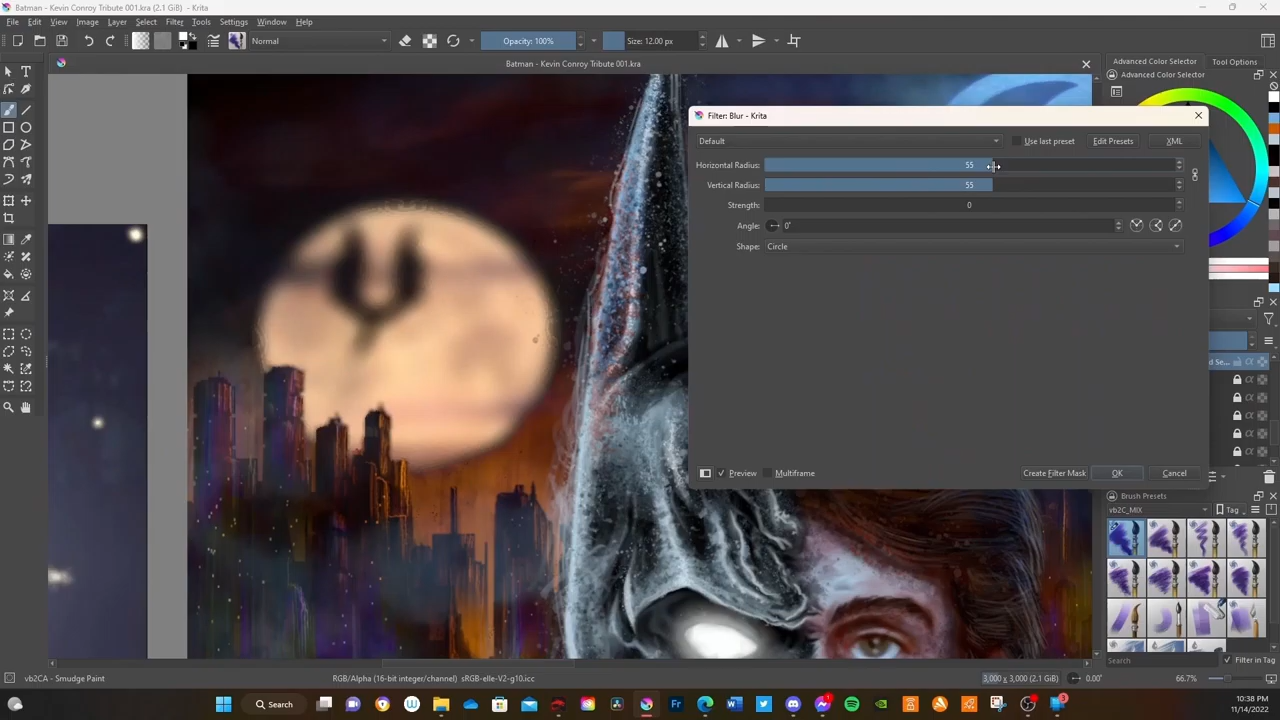 Batman - Kevin Conroy Tribute 001.kra (2.1 GiB) - Krita
File Edit View Image Layer Select Filter Tools Settings Window Help
Normal Opacity: 100% Size: 12.00 px
Batman - Kevin Conroy Tribute 001.kra
Advanced Color Selector Tool Options
Advanced Color Selector
Filter: Blur - Krita
Default Use last preset Edit Presets XML
Horizontal Radius: 55
Vertical Radius: 55
Strength: 0
Angle: 0°
Shape: Circle
Preview Multiframe Create Filter Mask OK Cancel
Brush Presets
vb2C_MIX Tag
Search Filter in Tag
vb2CA - Smudge Paint RGB/Alpha (16-bit integer/channel) sRGB-elle-V2-g10.icc 3,000 x 3,000 (2.1 GiB) 0.00° 66.7%
Search 10:38 PM
11/14/2022